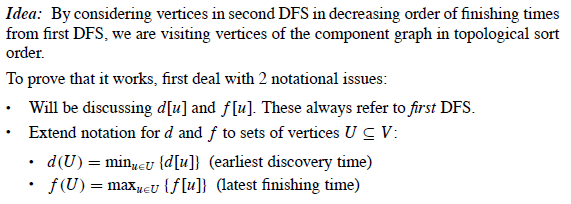 Idea: By considering vertices in second DFS in decreasing order of finishing times
from first DFS, we are visiting vertices of the component graph in topological sort
order.
To prove that it works, first deal with 2 notational issues:
• Will be discussing d[u] and f[u]. These always refer to first DFS.
• Extend notation for d and f to sets of vertices U ⊆ V:
• d(U) = min_{u∈U} {d[u]} (earliest discovery time)
• f(U) = max_{u∈U} {f[u]} (latest finishing time)